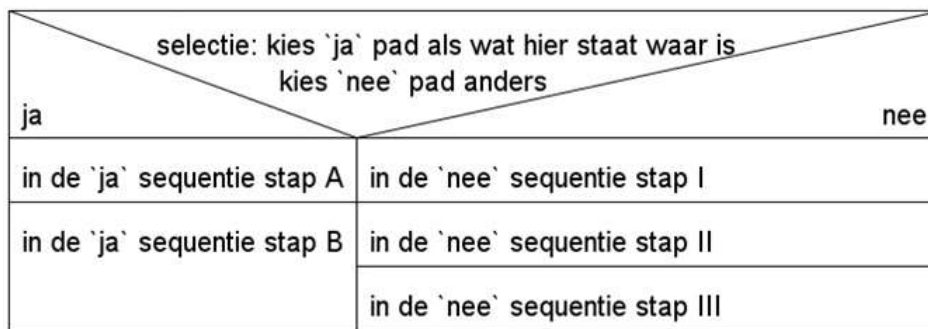 selectie: kies `ja` pad als wat hier staat waar is
kies `nee` pad anders
ja
nee
in de `ja` sequentie stap A
in de `nee` sequentie stap I
in de `ja` sequentie stap B
in de `nee` sequentie stap II
in de `nee` sequentie stap III